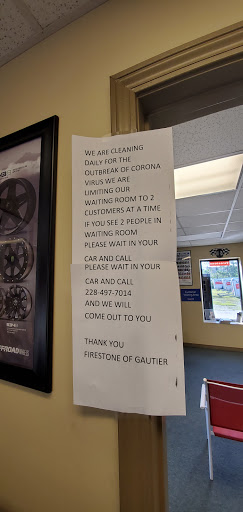 WE ARE CLEANING
DAILY FOR THE
OUTBREAK OF CORONA
VIRUS WE ARE
LIMITING OUR
WAITING ROOM TO 2
CUSTOMERS AT A TIME
IF YOU SEE 2 PEOPLE IN
WAITING ROOM
PLEASE WAIT IN YOUR
CAR AND CALL
PLEASE WAIT IN YOUR
CAR AND CALL
228-497-7014
AND WE WILL
COME OUT TO YOU
THANK YOU
FIRESTONE OF GAUTIER